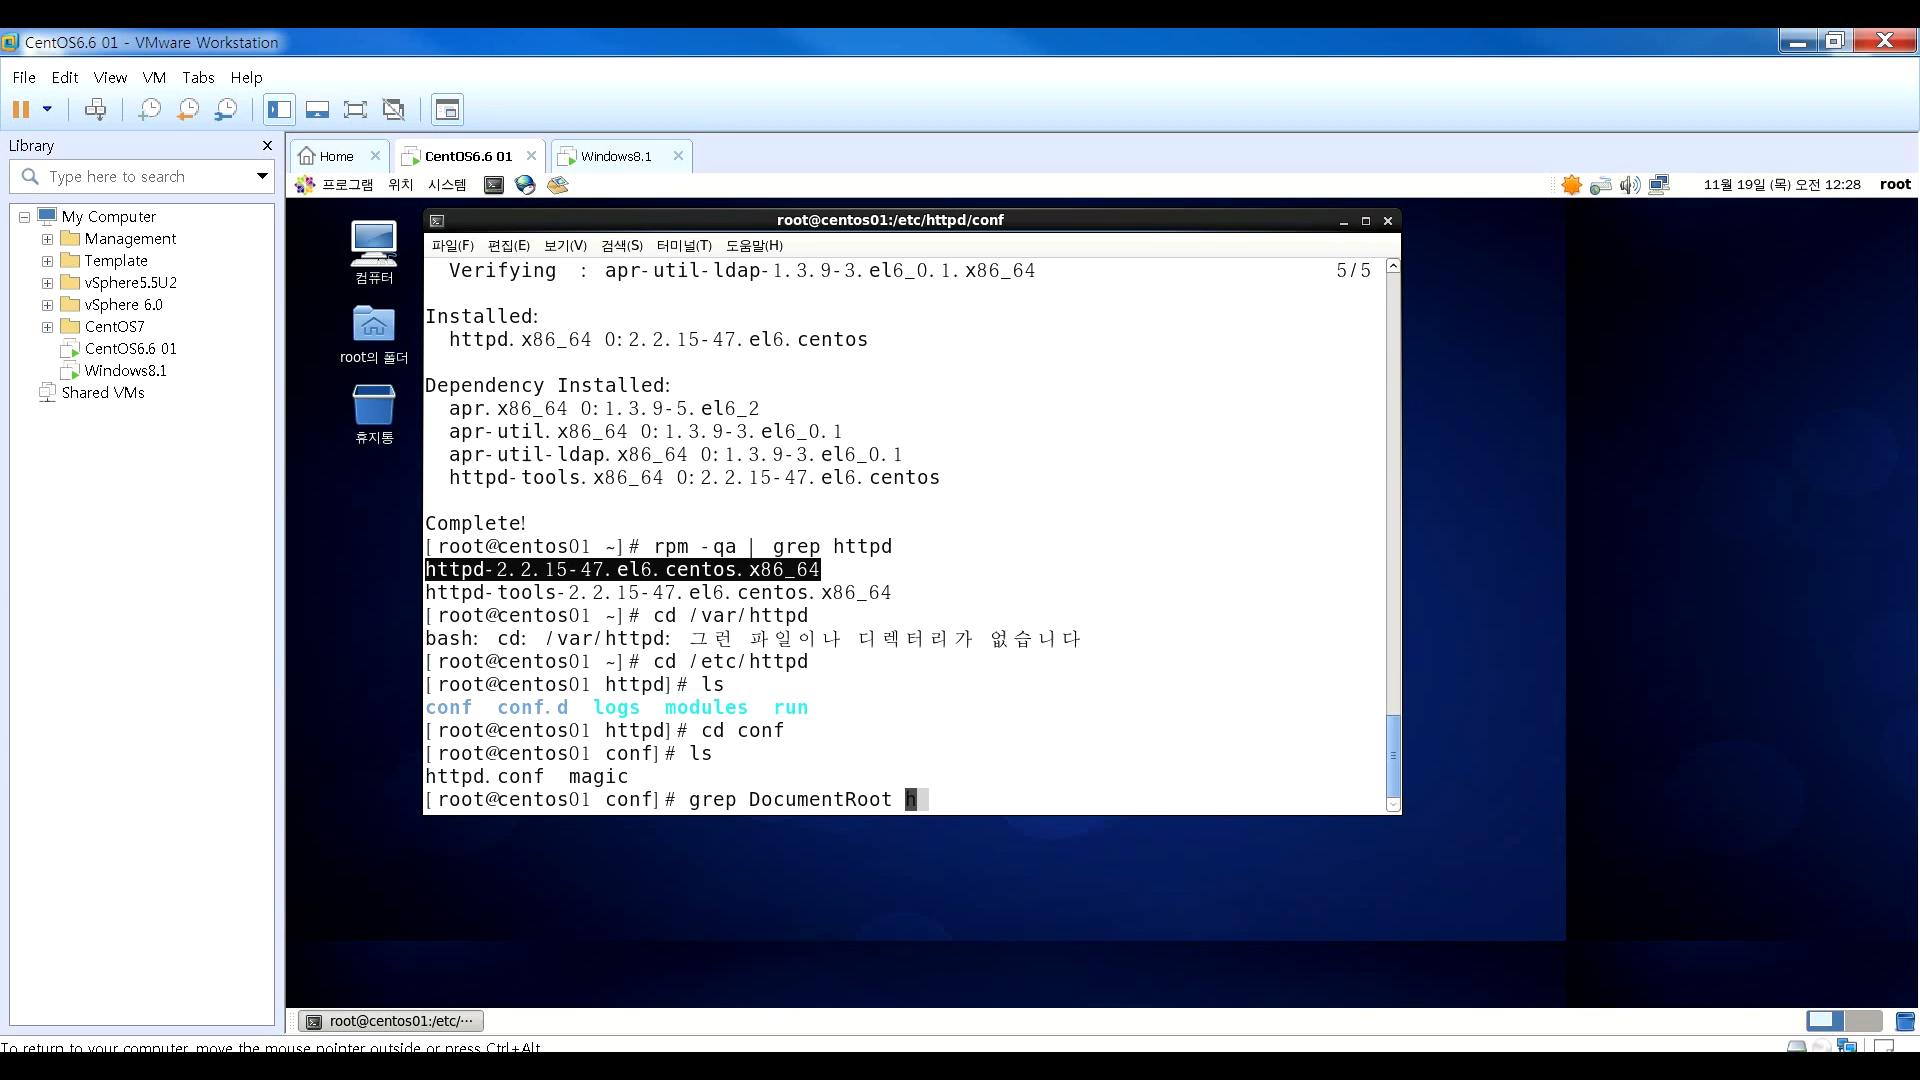 CentOS6.6 01 - VMware Workstation
File Edit View VM Tabs Help
Library
Type here to search
My Computer
Management
Template
vSphere5.5U2
vSphere 6.0
CentOS7
CentOS6.6 01
Windows8.1
Shared VMs
Home CentOS6.6 01 Windows8.1
프로그램 위치 시스템 11월 19일 (목) 오전 12:28 root
컴퓨터
root의 폴더
휴지통
root@centos01:/etc/httpd/conf
파일(F) 편집(E) 보기(V) 검색(S) 터미널(T) 도움말(H)
Verifying : apr-util-ldap-1.3.9-3.el6_0.1.x86_64 5/5
Installed:
httpd.x86_64 0:2.2.15-47.el6.centos
Dependency Installed:
apr.x86_64 0:1.3.9-5.el6_2
apr-util.x86_64 0:1.3.9-3.el6_0.1
apr-util-ldap.x86_64 0:1.3.9-3.el6_0.1
httpd-tools.x86_64 0:2.2.15-47.el6.centos
Complete!
[root@centos01 ~]# rpm -qa | grep httpd
httpd-2.2.15-47.el6.centos.x86_64
httpd-tools-2.2.15-47.el6.centos.x86_64
[root@centos01 ~]# cd /var/httpd
bash: cd: /var/httpd: 그런 파일이나 디렉터리가 없습니다
[root@centos01 ~]# cd /etc/httpd
[root@centos01 httpd]# ls
conf conf.d logs modules run
[root@centos01 httpd]# cd conf
[root@centos01 conf]# ls
httpd.conf magic
[root@centos01 conf]# grep DocumentRoot
root@centos01:/etc/···
To return to your computer, move the mouse pointer outside or press Ctrl+Alt.